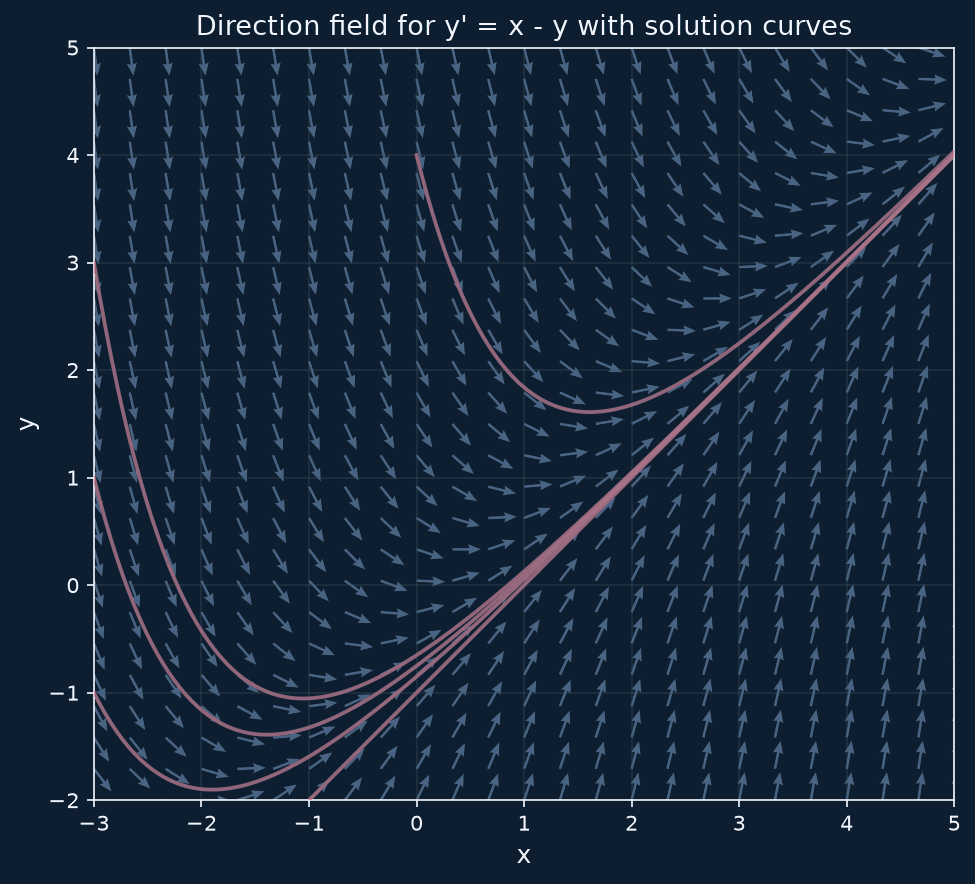 Direction field for y' = x - y with solution curves
5
4
3
2
1
0
−1
−2
y
−3 −2 −1 0 1 2 3 4 5
x